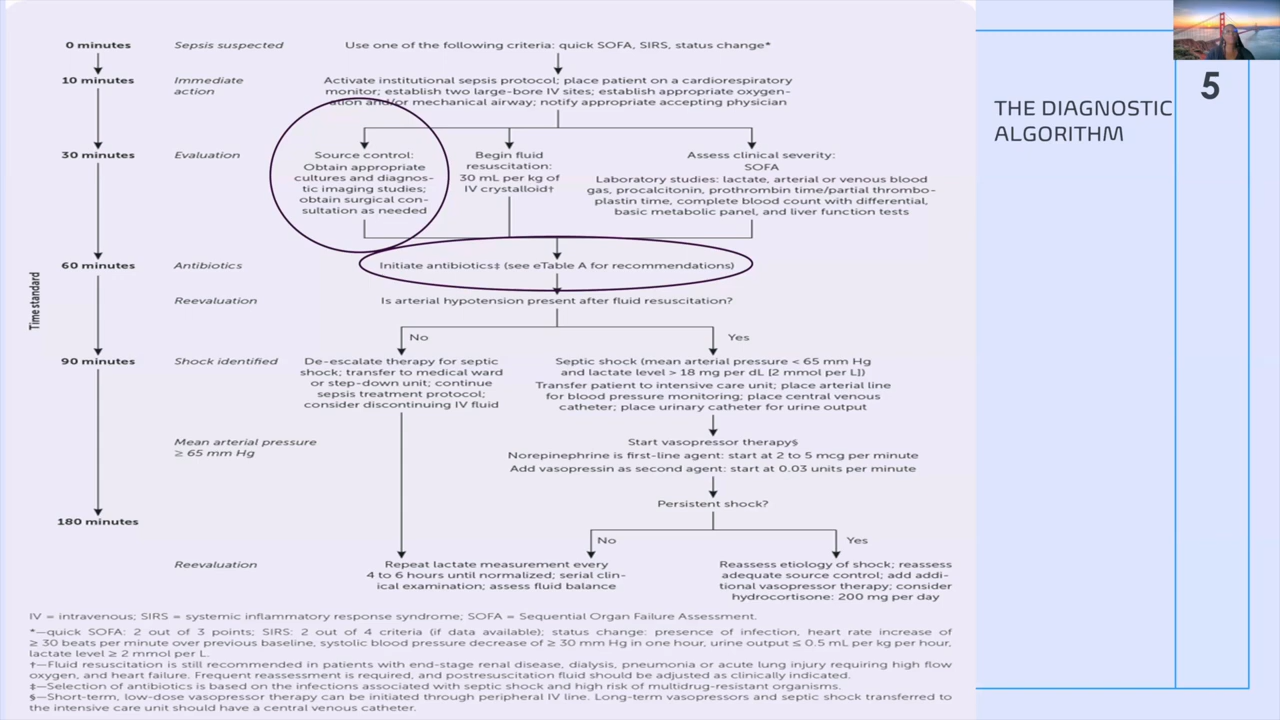 0 minutes
Sepsis suspected
Use one of the following criteria: quick SOFA, SIRS, status change*
10 minutes
Immediate
action
Activate institutional sepsis protocol; place patient on a cardiorespiratory
monitor; establish two large-bore IV sites; establish appropriate oxygen-
ation and/or mechanical airway; notify appropriate accepting physician
30 minutes
Evaluation
Source control:
Obtain appropriate
cultures and diagnos-
tic imaging studies;
obtain surgical con-
sultation as needed
Begin fluid
resuscitation:
30 mL per kg of
IV crystalloid†
Assess clinical severity:
SOFA
Laboratory studies: lactate, arterial or venous blood
gas, procalcitonin, prothrombin time/partial thrombo-
plastin time, complete blood count with differential,
basic metabolic panel, and liver function tests
60 minutes
Antibiotics
Initiate antibiotics‡ (see eTable A for recommendations)
Time standard
Reevaluation
Is arterial hypotension present after fluid resuscitation?
No
Yes
90 minutes
Shock identified
De-escalate therapy for septic
shock; transfer to medical ward
or step-down unit; continue
sepsis treatment protocol;
consider discontinuing IV fluid
Septic shock (mean arterial pressure < 65 mm Hg
and lactate level > 18 mg per dL [2 mmol per L])
Transfer patient to intensive care unit; place arterial line
for blood pressure monitoring; place central venous
catheter; place urinary catheter for urine output
Mean arterial pressure
≥ 65 mm Hg
Start vasopressor therapy§
Norepinephrine is first-line agent: start at 2 to 5 mcg per minute
Add vasopressin as second agent: start at 0.03 units per minute
Persistent shock?
180 minutes
No
Yes
Reevaluation
Repeat lactate measurement every
4 to 6 hours until normalized; serial clin-
ical examination; assess fluid balance
Reassess etiology of shock; reassess
adequate source control; add addi-
tional vasopressor therapy; consider
hydrocortisone: 200 mg per day
IV = intravenous; SIRS = systemic inflammatory response syndrome; SOFA = Sequential Organ Failure Assessment.
*—quick SOFA: 2 out of 3 points; SIRS: 2 out of 4 criteria (if data available); status change: presence of infection, heart rate increase of
≥ 30 beats per minute over previous baseline, systolic blood pressure decrease of ≥ 30 mm Hg in one hour, urine output ≤ 0.5 mL per kg per hour,
lactate level ≥ 2 mmol per L.
†—Fluid resuscitation is still recommended in patients with end-stage renal disease, dialysis, pneumonia or acute lung injury requiring high flow
oxygen, and heart failure. Frequent reassessment is required, and postresuscitation fluid should be adjusted as clinically indicated.
‡—Selection of antibiotics is based on the infections associated with septic shock and high risk of multidrug-resistant organisms.
§—Short-term, low-dose vasopressor therapy can be initiated through peripheral IV line. Long-term vasopressors and septic shock transferred to
the intensive care unit should have a central venous catheter.
THE DIAGNOSTIC
ALGORITHM
5